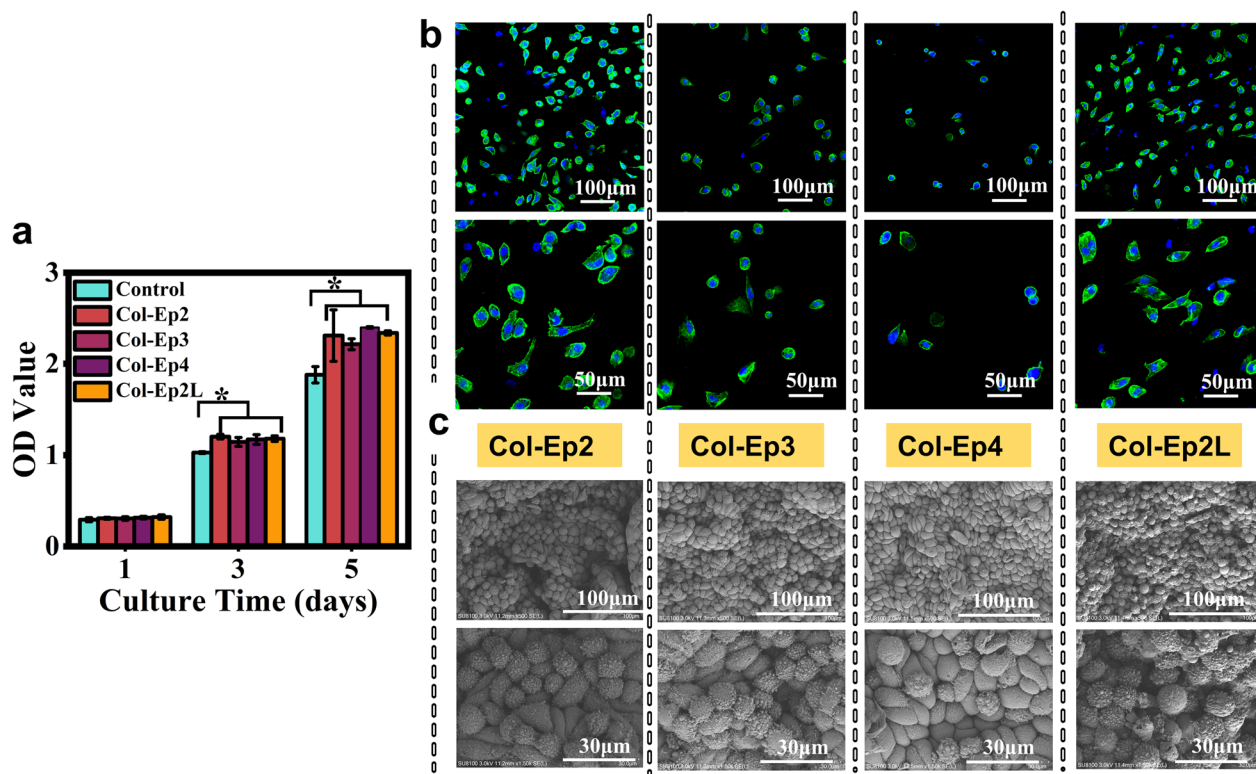 a
OD Value
3
2
1
0
Control
Col-Ep2
Col-Ep3
Col-Ep4
Col-Ep2L
*
*
1 3 5
Culture Time (days)
b
100μm 100μm 100μm 100μm
50μm 50μm 50μm 50μm
c
Col-Ep2 Col-Ep3 Col-Ep4 Col-Ep2L
100μm 100μm 100μm 100μm
30μm 30μm 30μm 30μm